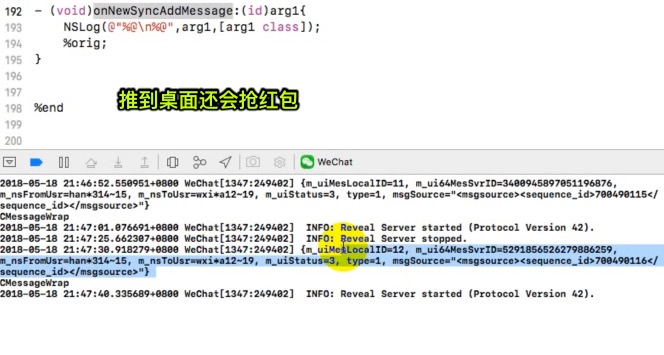 192 - (void)onNewSyncAddMessage:(id)arg1{
193 NSLog(@"%@\n%@",arg1,[arg1 class]);
194 %orig;
195 }
196
197
推到桌面还会抢红包
198 %end
199
200
WeChat
2018-05-18 21:46:52.550951+0800 WeChat[1347:249402] {m_uiMesLocalID=11, m_ui64MesSvrID=3400945897051196876,
m_nsFromUsr=han*314~15, m_nsToUsr=wxi*a12~19, m_uiStatus=3, type=1, msgSource="<msgsource><sequence_id>700490115</
sequence_id></msgsource>"}
CMessageWrap
2018-05-18 21:47:01.076691+0800 WeChat[1347:249402] INFO: Reveal Server started (Protocol Version 42).
2018-05-18 21:47:25.662307+0800 WeChat[1347:249402] INFO: Reveal Server stopped.
2018-05-18 21:47:30.918279+0800 WeChat[1347:249402] {m_uiMesLocalID=12, m_ui64MesSvrID=5291856526279886259,
m_nsFromUsr=han*314~15, m_nsToUsr=wxi*a12~19, m_uiStatus=3, type=1, msgSource="<msgsource><sequence_id>700490116</
sequence_id></msgsource>"}
CMessageWrap
2018-05-18 21:47:40.335689+0800 WeChat[1347:249402] INFO: Reveal Server started (Protocol Version 42).